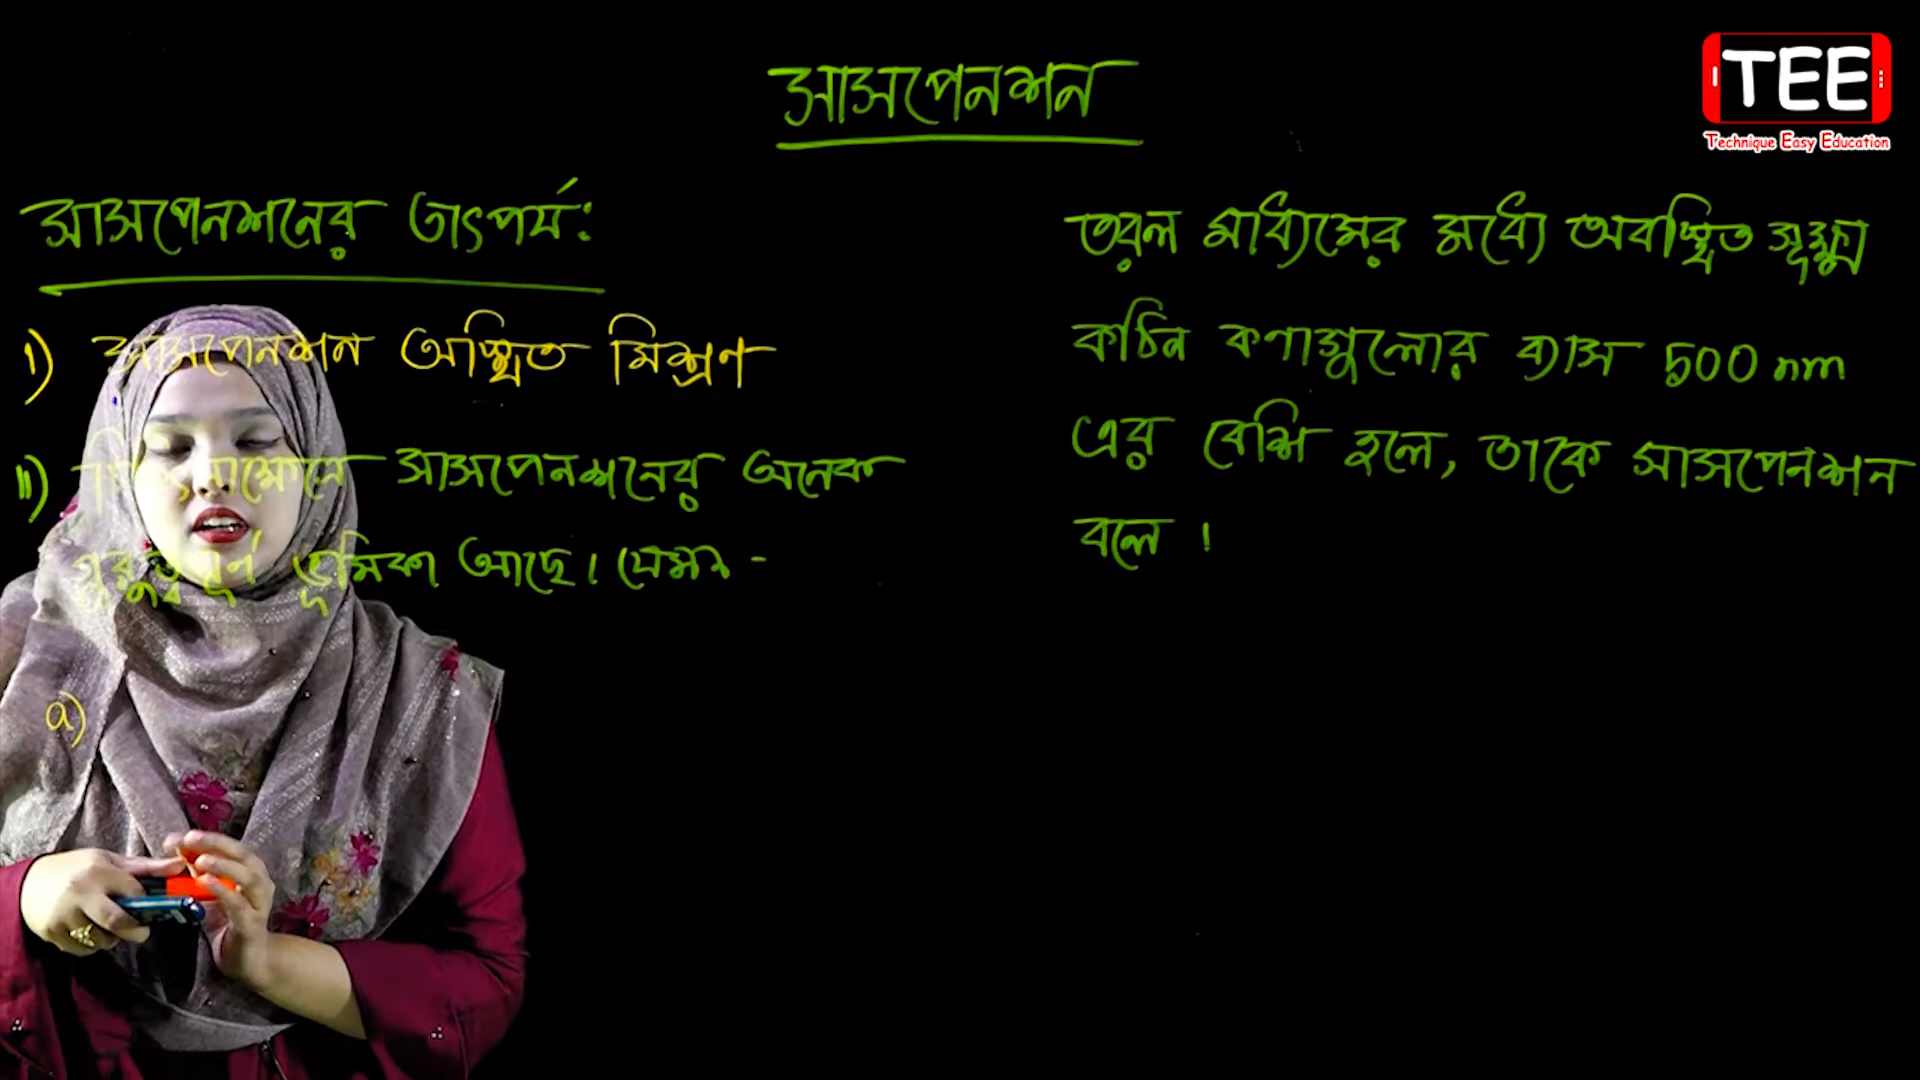 সাসপেনশন
TEE
Technique Easy Education
সাসপেনশনের তাৎপর্য:
i) সাসপেনশন অস্থিত মিশ্রণ
ii) সাসপেনশনের অনেক
গুরুত্বপূর্ণ ভূমিকা আছে। যেমন -
a)
তরল মাধ্যমের মধ্যে অবস্থিত সূক্ষ্ম
কঠিন কণাগুলোর ব্যাস 500 nm
এর বেশি হলে, তাকে সাসপেনশন
বলে ।